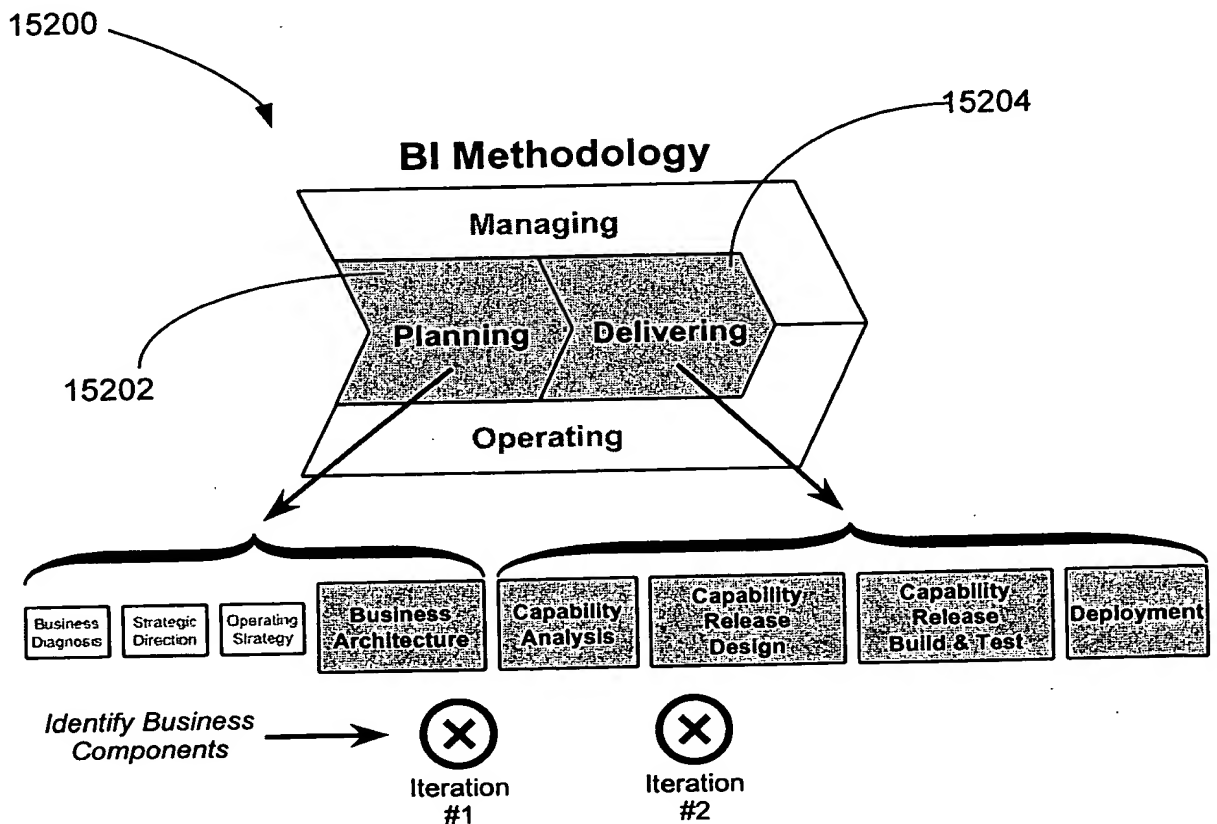 15200
15204
BI Methodology
Managing
Planning
Delivering
15202
Operating
Business
Diagnosis
Strategic
Direction
Operating
Strategy
Business
Architecture
Capability
Analysis
Capability
Release
Design
Capability
Release
Build & Test
Deployment
Identify Business
Components
Iteration
#1
Iteration
#2